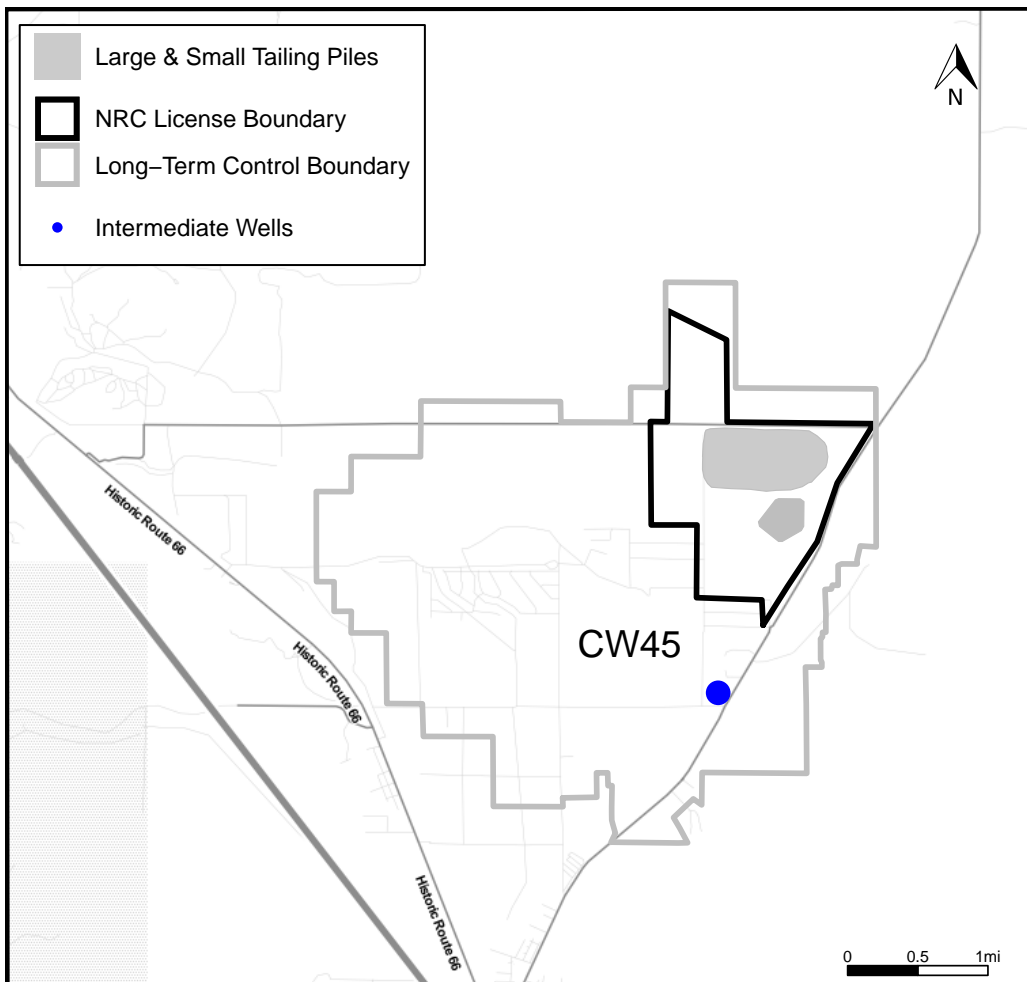 Large & Small Tailing Piles
NRC License Boundary
Long−Term Control Boundary
Intermediate Wells
N
Historic Route 66
Historic Route 66
CW45
Historic Route 66
0 0.5 1mi